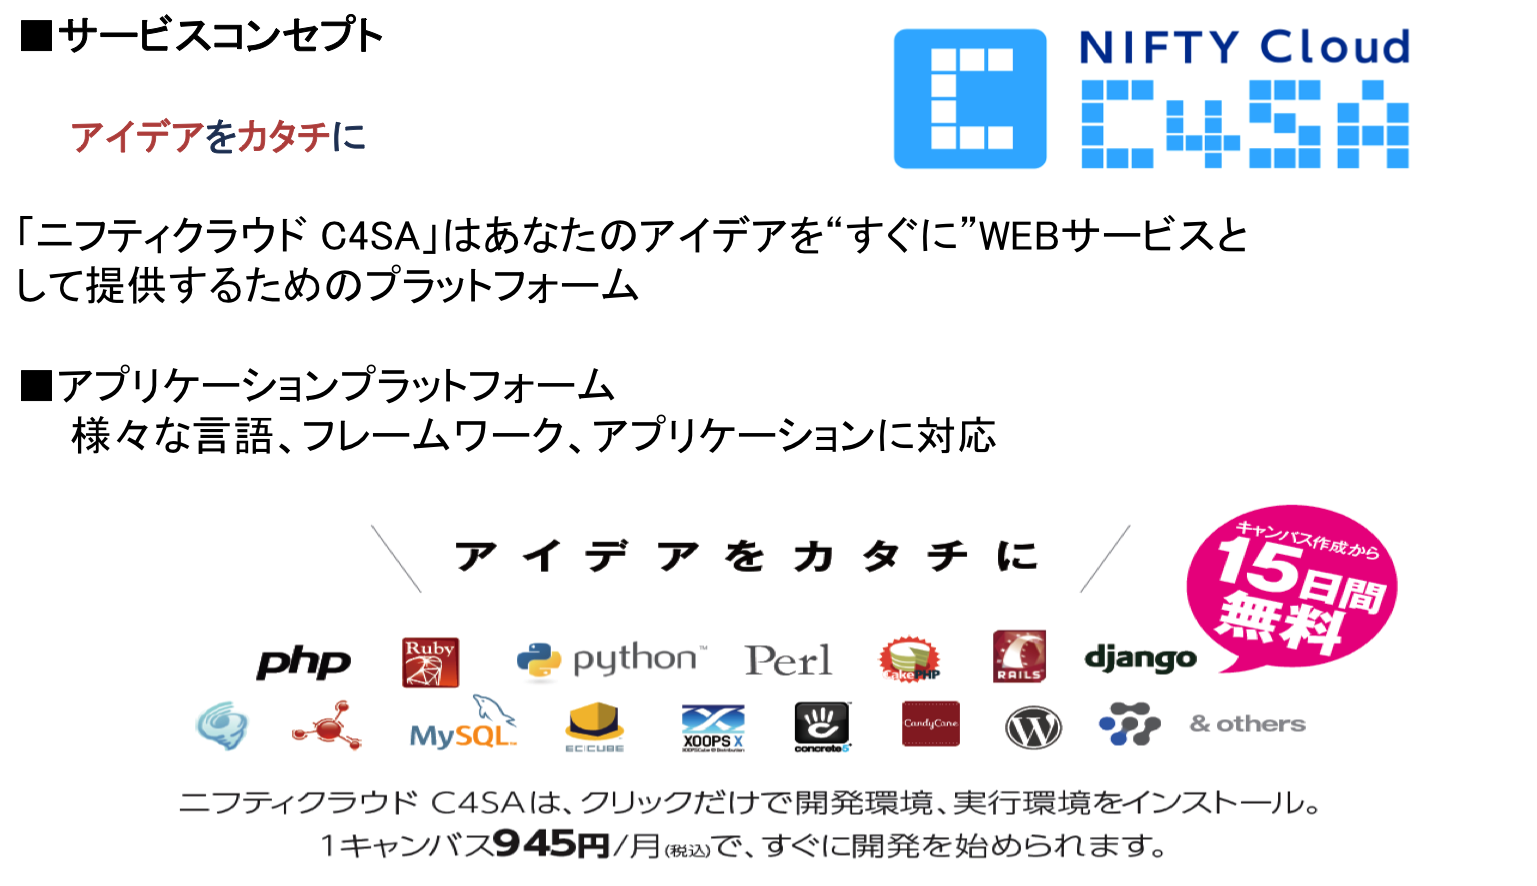 ■サービスコンセプト
NIFTY Cloud
C4SA
アイデアをカタチに
「ニフティクラウド C4SA」はあなたのアイデアを“すぐに”WEBサービスと
して提供するためのプラットフォーム
■アプリケーションプラットフォーム
様々な言語、フレームワーク、アプリケーションに対応
アイデアをカタチに
キャンバス作成から
15日間
無料
php
Ruby
python™
Perl
CakePHP
RAILS
django
MySQL™
EC CUBE
XOOPS X
XOOPSCube の Distribution
concrete5
CandyCane
W
& others
ニフティクラウド C4SAは、クリックだけで開発環境、実行環境をインストール。
1キャンバス945円/月(税込)で、すぐに開発を始められます。